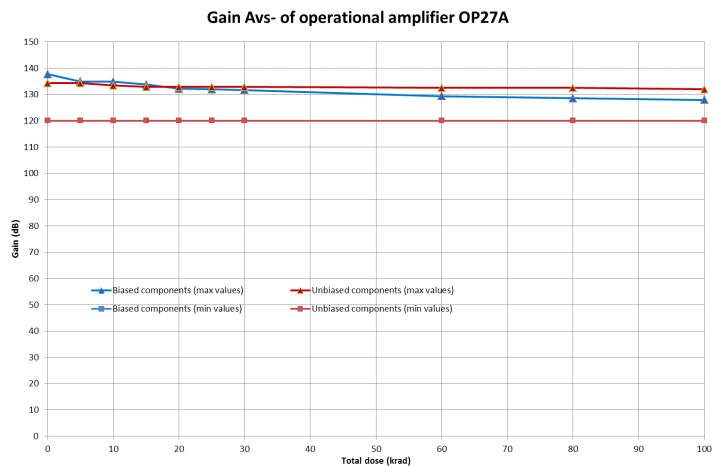 Gain Avs- of operational amplifier OP27A
150
140
130
120
110
100
90
80
70
60
50
40
30
20
10
0
Gain (dB)
Biased components (max values)
Unbiased components (max values)
Biased components (min values)
Unbiased components (min values)
0 10 20 30 40 50 60 70 80 90 100
Total dose (krad)